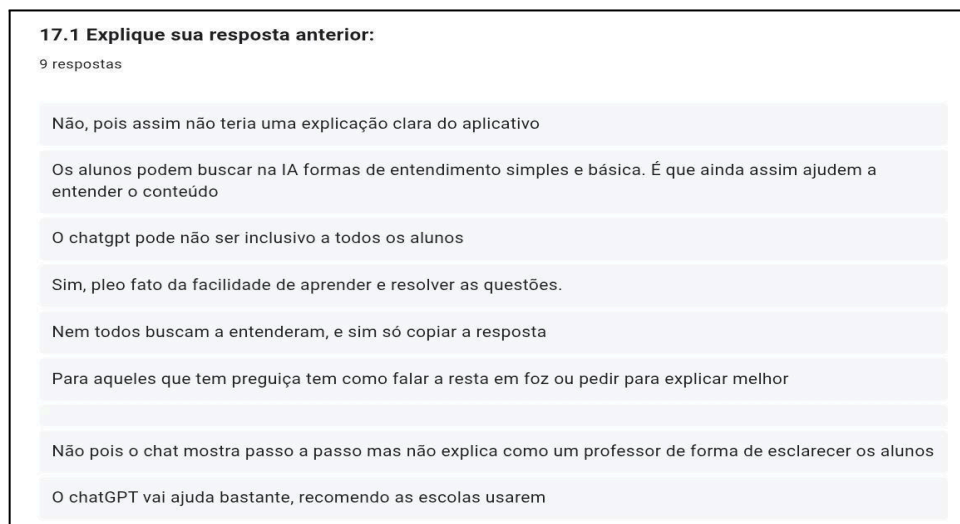 17.1 Explique sua resposta anterior:
9 respostas
Não, pois assim não teria uma explicação clara do aplicativo
Os alunos podem buscar na IA formas de entendimento simples e básica. É que ainda assim ajudem a
entender o conteúdo
O chatgpt pode não ser inclusivo a todos os alunos
Sim, pleo fato da facilidade de aprender e resolver as questões.
Nem todos buscam a entenderam, e sim só copiar a resposta
Para aqueles que tem preguiça tem como falar a resta em foz ou pedir para explicar melhor
Não pois o chat mostra passo a passo mas não explica como um professor de forma de esclarecer os alunos
O chatGPT vai ajuda bastante, recomendo as escolas usarem